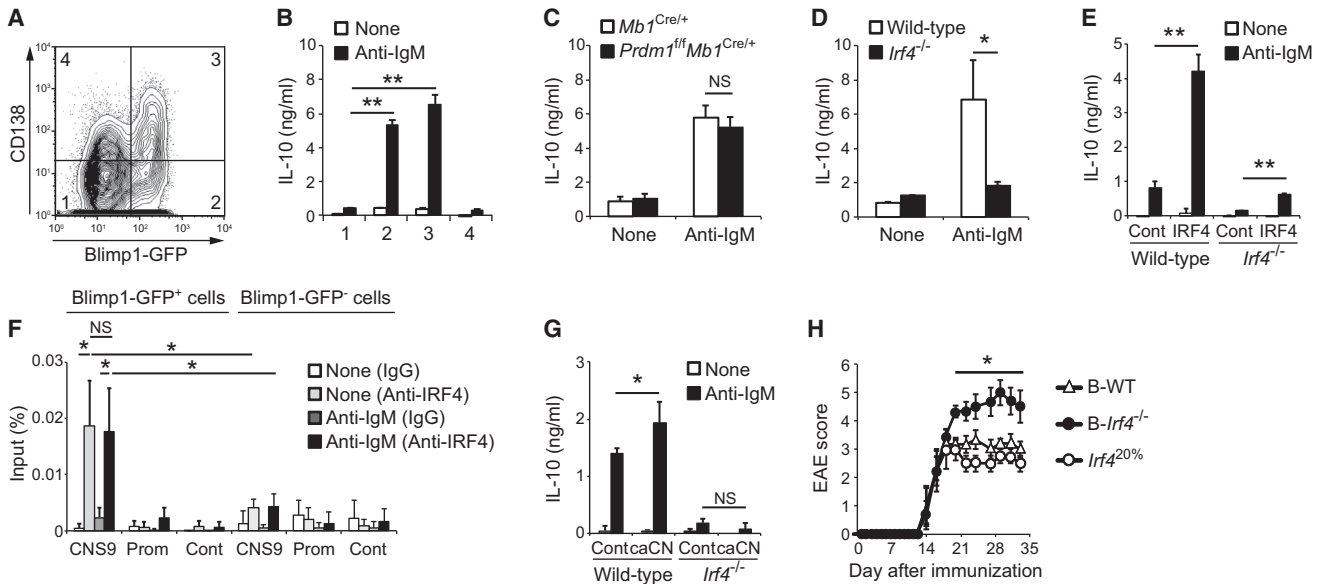 A
4
3
1
2
CD138
10⁴
10³
10²
10¹
10⁰
10⁰ 10¹ 10² 10³ 10⁴
Blimp1-GFP
B
None
Anti-IgM
IL-10 (ng/ml)
10
8
6
4
2
0
**
**
1 2 3 4
C
Mb1Cre/+
Prdm1f/fMb1Cre/+
IL-10 (ng/ml)
10
8
6
4
2
0
NS
None Anti-IgM
D
Wild-type
Irf4-/-
IL-10 (ng/ml)
10
8
6
4
2
0
*
None Anti-IgM
E
None
Anti-IgM
IL-10 (ng/ml)
5
4
3
2
1
0
**
**
Cont IRF4 Cont IRF4
Wild-type Irf4-/-
F
Blimp1-GFP+ cells Blimp1-GFP- cells
NS
* *
*
*
Input (%)
0.03
0.02
0.01
0
None (IgG)
None (Anti-IRF4)
Anti-IgM (IgG)
Anti-IgM (Anti-IRF4)
CNS9 Prom Cont CNS9 Prom Cont
G
None
Anti-IgM
IL-10 (ng/ml)
3
2
1
0
*
NS
ContcaCN ContcaCN
Wild-type Irf4-/-
H
EAE score
6
5
4
3
2
1
0
*
B-WT
B-Irf4-/-
Irf420%
0 7 14 21 28 35
Day after immunization